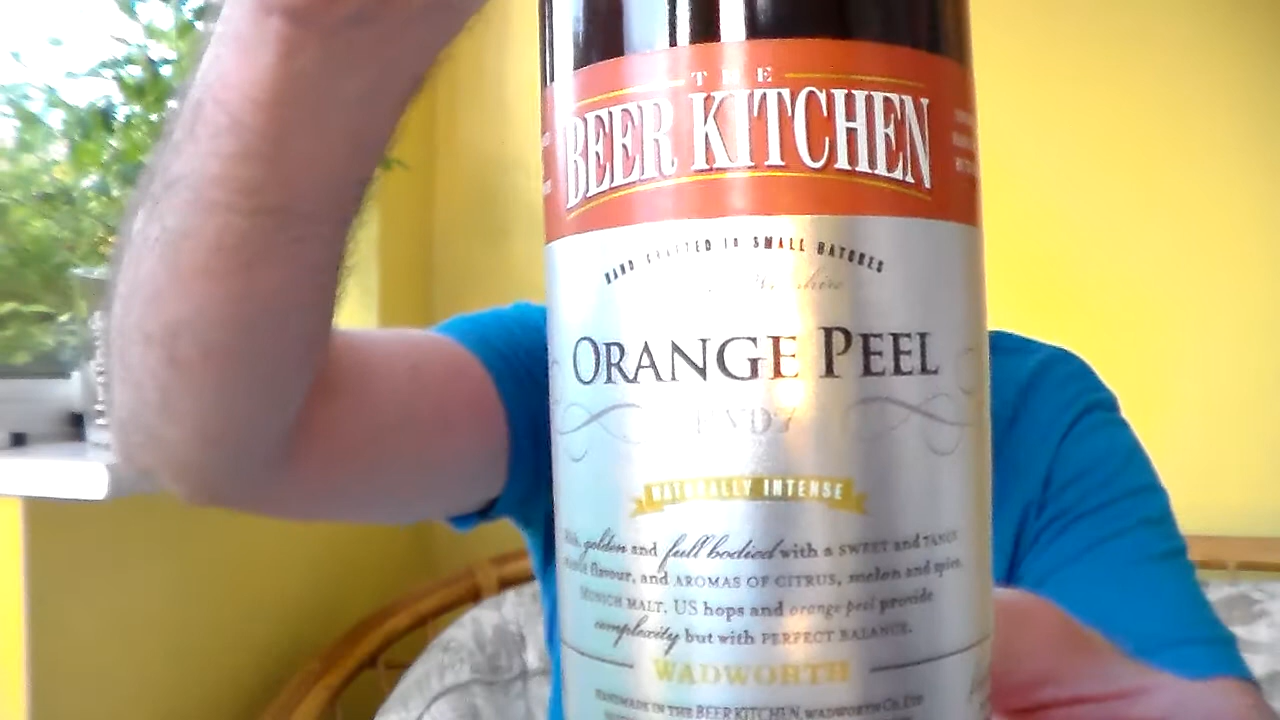 THE
BEER KITCHEN
HAND CRAFTED IN SMALL BATCHES
ORANGE PEEL
NATURALLY INTENSE
golden and full bodied with a SWEET and TANGY
flavour, and AROMAS OF CITRUS, melon and spice.
MUNICH MALT, US hops and orange peel provide
complexity but with PERFECT BALANCE.
WADWORTH
HANDMADE IN THE BEER KITCHEN, WADWORTH Co. Ltd